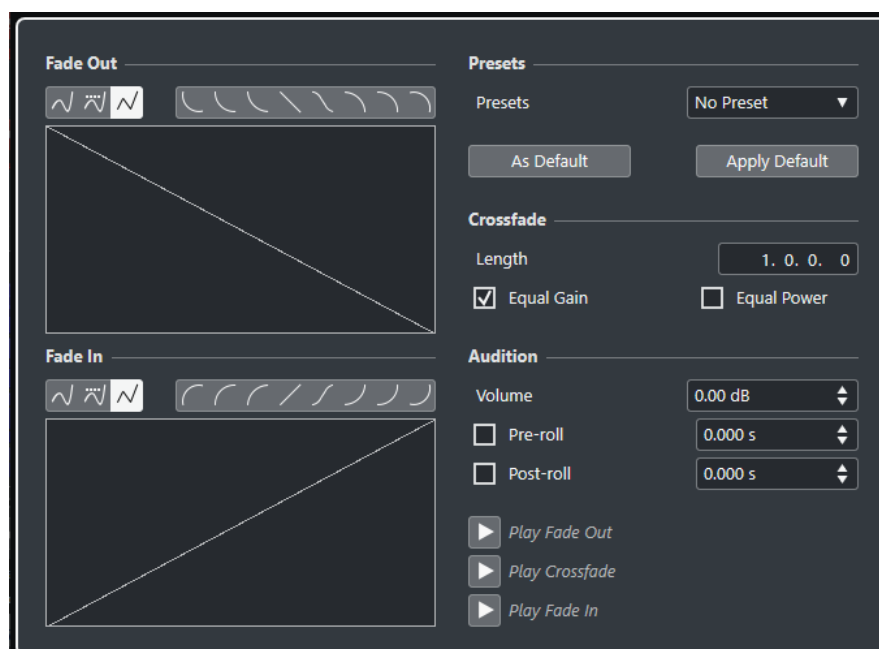 Fade Out
Presets
Presets
No Preset
As Default
Apply Default
Crossfade
Length
1. 0. 0. 0
Equal Gain
Equal Power
Fade In
Audition
Volume
0.00 dB
Pre-roll
0.000 s
Post-roll
0.000 s
Play Fade Out
Play Crossfade
Play Fade In